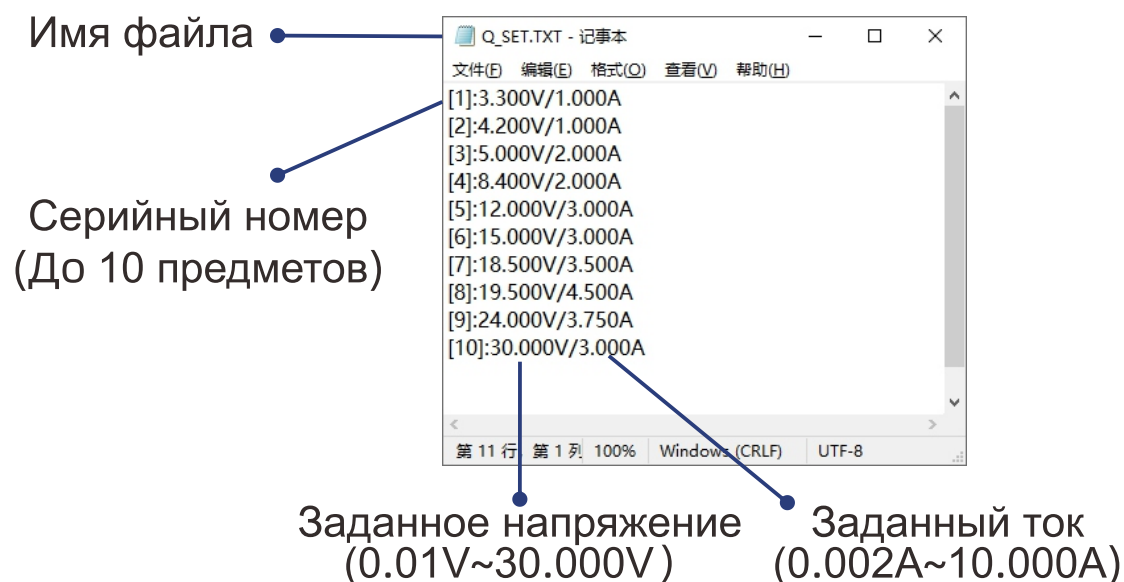 Имя файла
Q_SET.TXT - 记事本
文件(F) 编辑(E) 格式(O) 查看(V) 帮助(H)
[1]:3.300V/1.000A
[2]:4.200V/1.000A
[3]:5.000V/2.000A
[4]:8.400V/2.000A
[5]:12.000V/3.000A
[6]:15.000V/3.000A
[7]:18.500V/3.500A
[8]:19.500V/4.500A
[9]:24.000V/3.750A
[10]:30.000V/3.000A
Серийный номер
(До 10 предметов)
第 11 行, 第 1 列 100% Windows (CRLF) UTF-8
Заданное напряжение
(0.01V~30.000V)
Заданный ток
(0.002A~10.000A)